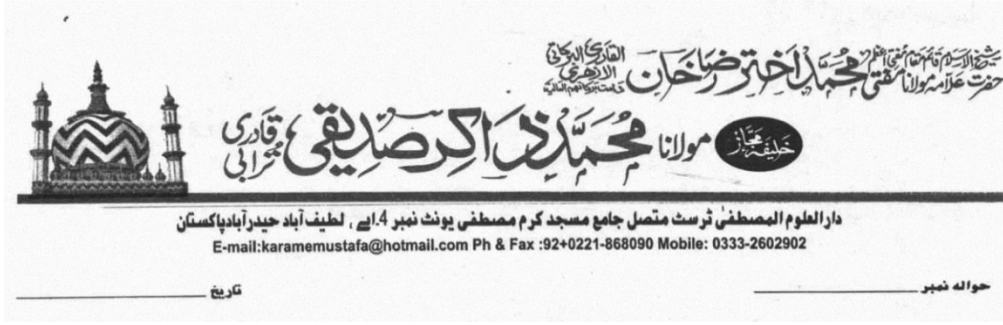 شیخ الاسلام قائم مقام مفتی اعظم
حضرت علامہ مولانا مفتی محمد اختر رضا خان القادری البرکاتی الازہری دامت برکاتہم العالیہ
خلیفہ مجاز مولانا محمد ذاکر صدیقی قادری محرابی
دارالعلوم المصطفیٰ ٹرسٹ متصل جامع مسجد کرم مصطفی یونٹ نمبر 4.اے ، لطیف آباد حیدرآباد پاکستان
E-mail:karamemustafa@hotmail.com Ph & Fax :92+0221-868090 Mobile: 0333-2602902
حوالہ نمبر ____________ تاریخ ____________